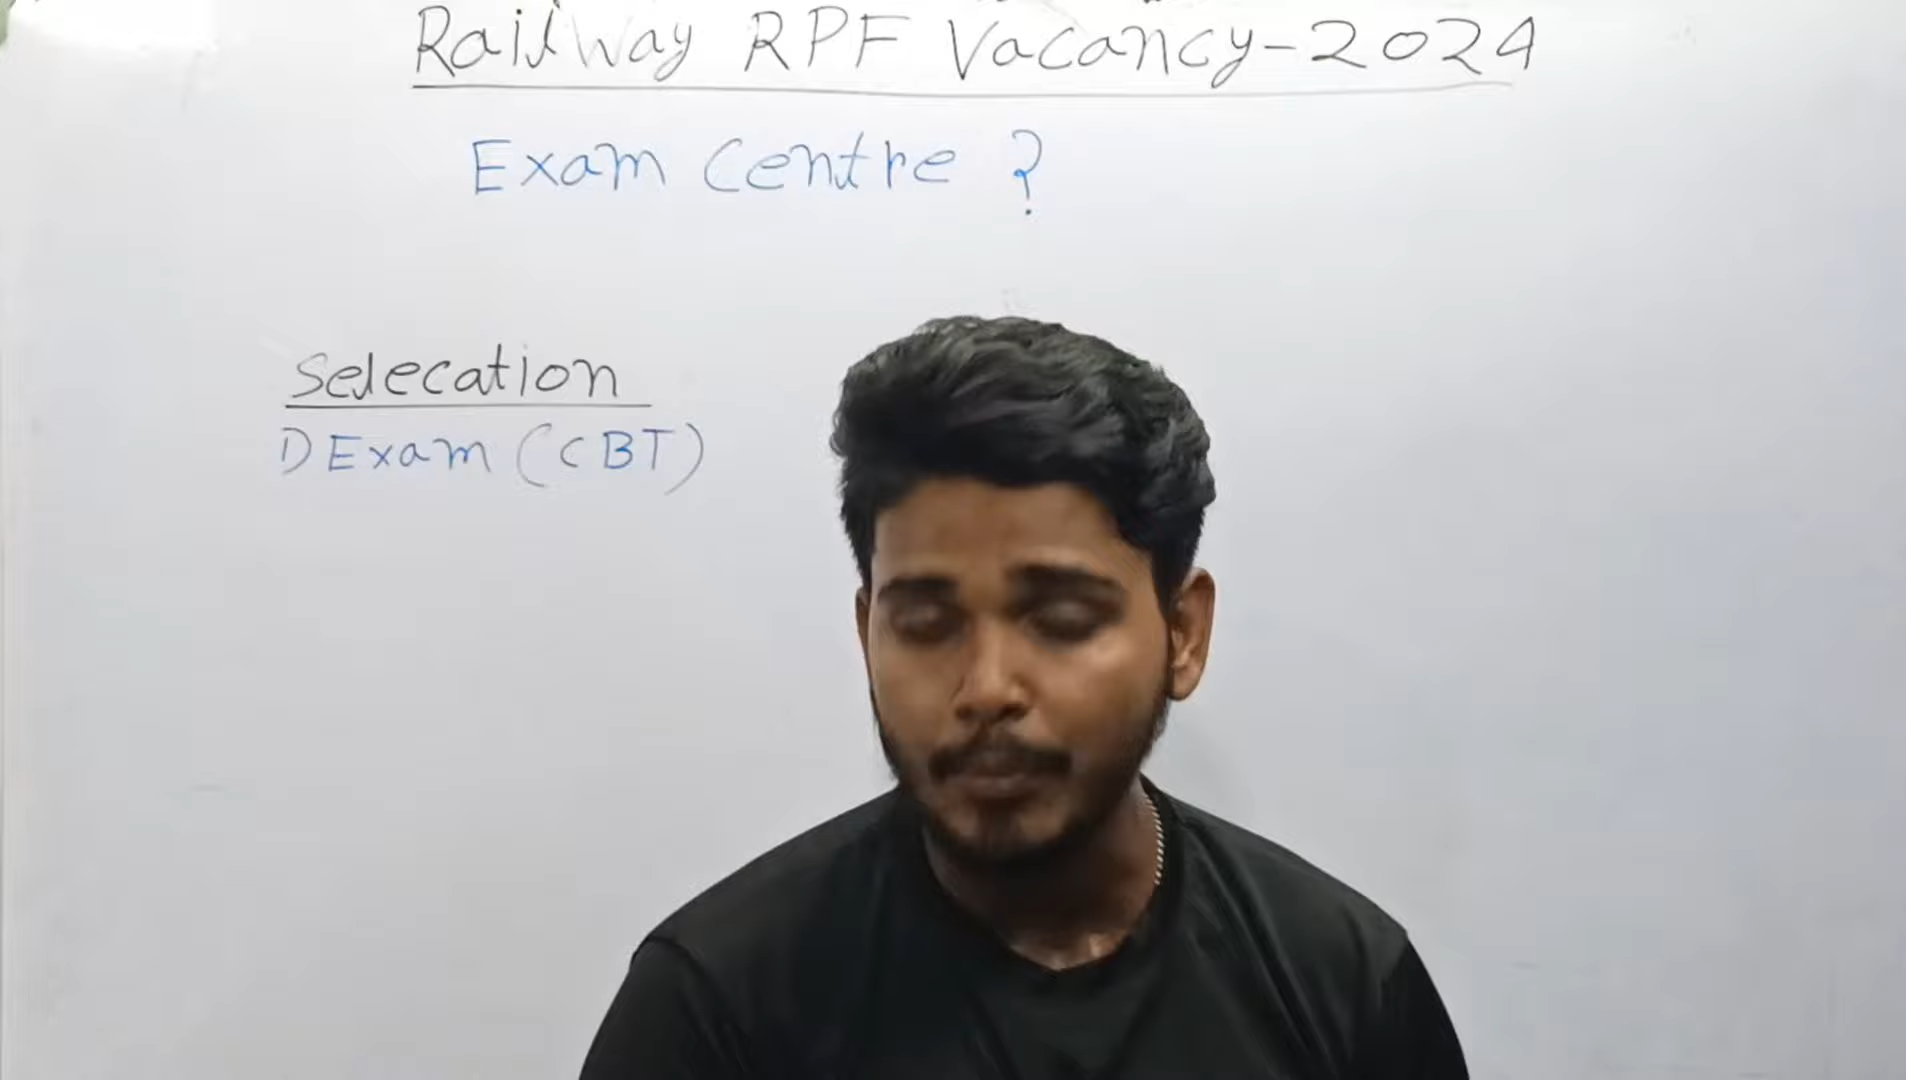 Railway RPF Vacancy-2024
Exam Centre ?
Selecation
1) Exam (CBT)